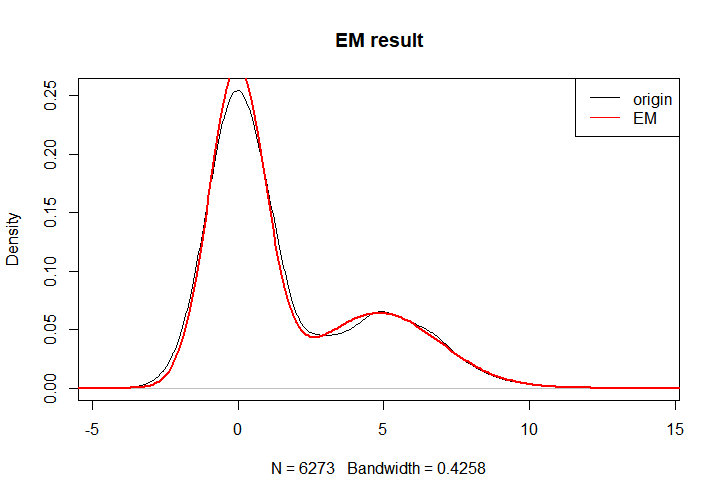 EM result
origin
EM
Density
0.00
0.05
0.10
0.15
0.20
0.25
-5
0
5
10
15
N = 6273 Bandwidth = 0.4258